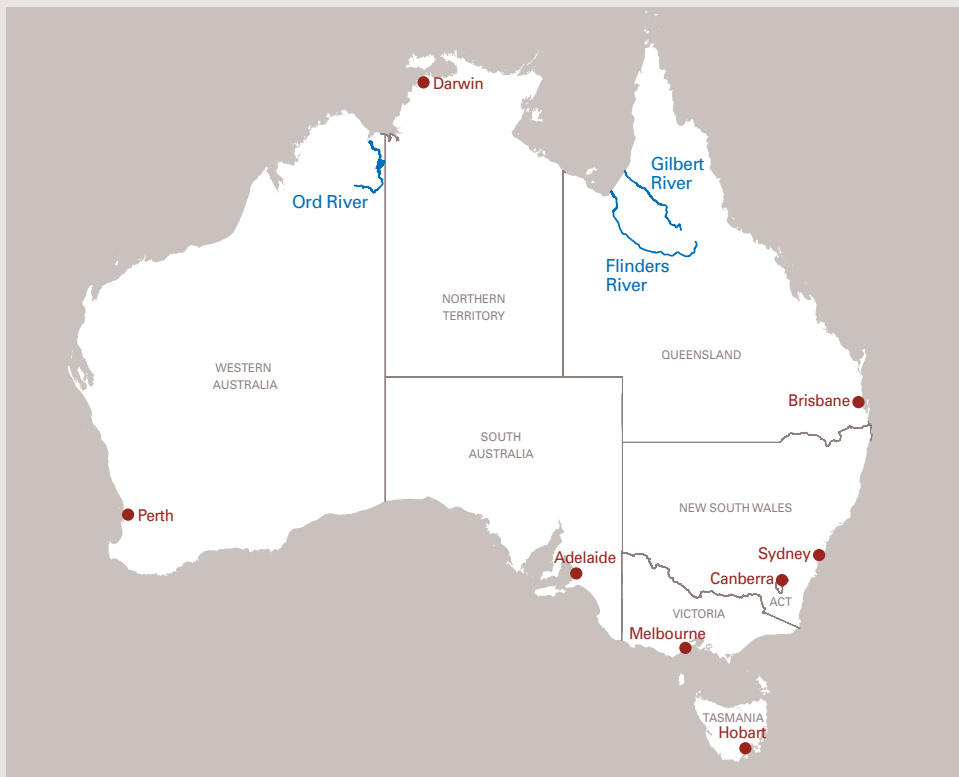 Darwin
Gilbert
River
Ord River
Flinders
River
NORTHERN
TERRITORY
QUEENSLAND
WESTERN
AUSTRALIA
Brisbane
SOUTH
AUSTRALIA
NEW SOUTH WALES
Perth
Sydney
Adelaide
Canberra
ACT
VICTORIA
Melbourne
TASMANIA
Hobart